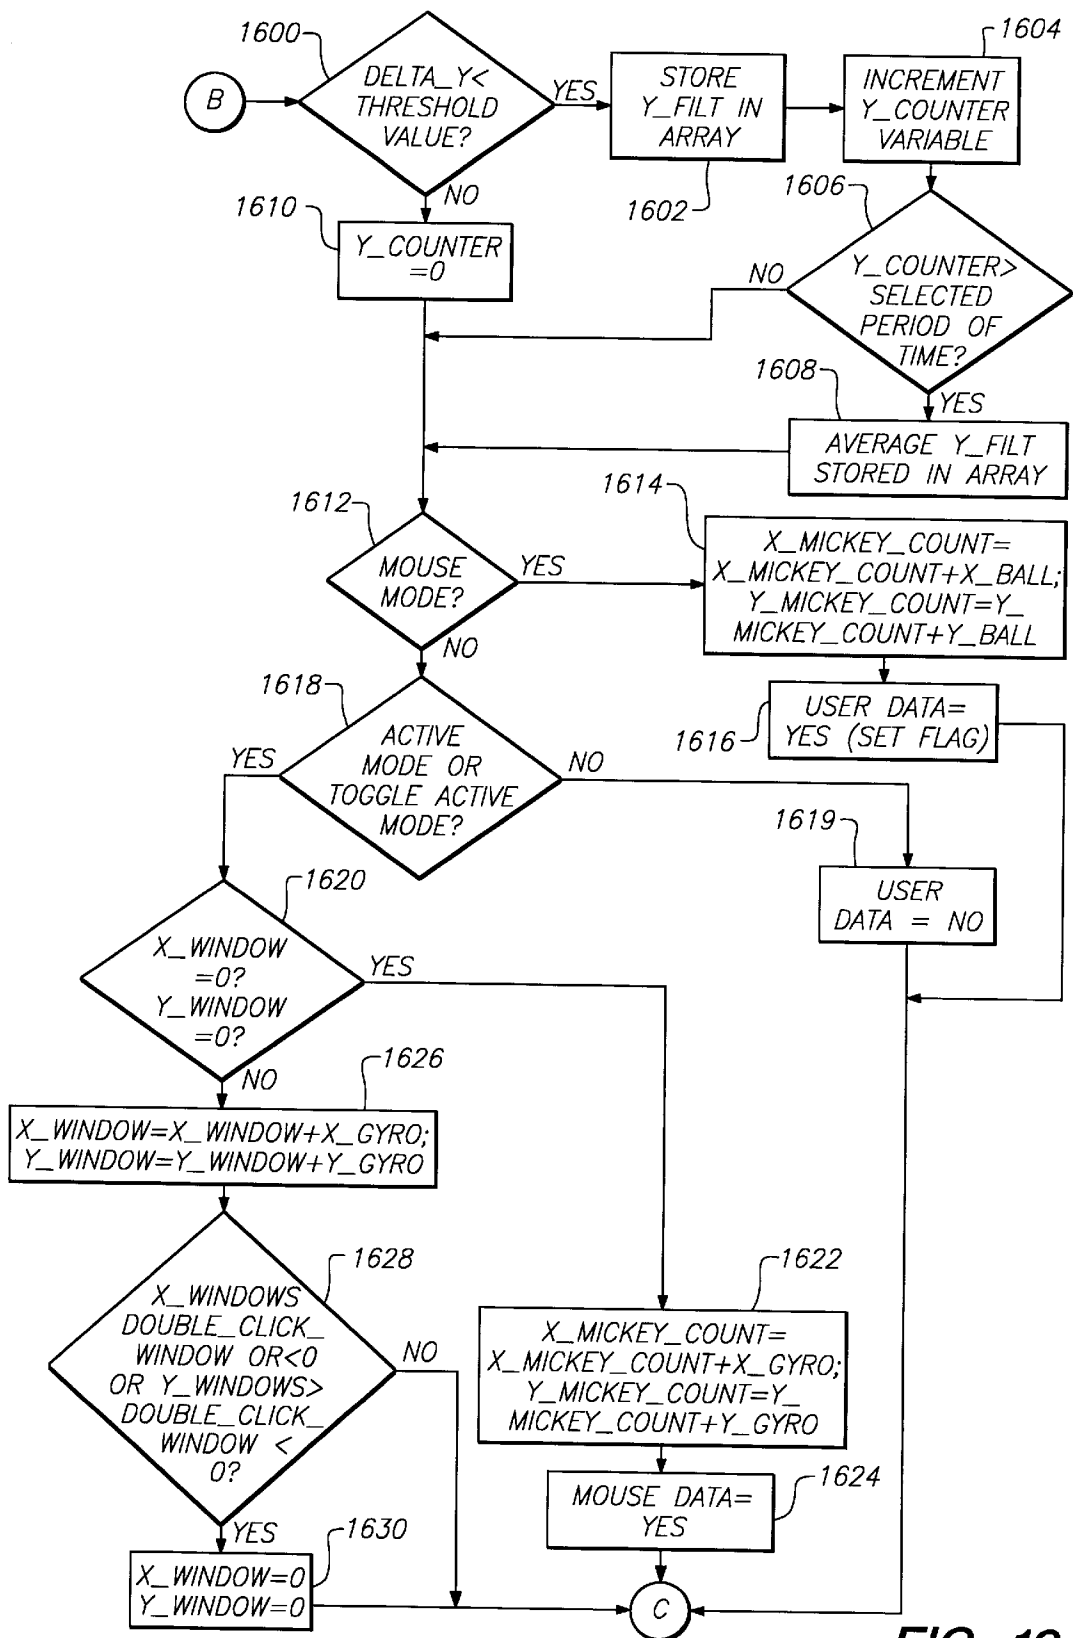 1600
1604
B
DELTA_Y<
THRESHOLD
VALUE?
YES
STORE
Y_FILT IN
ARRAY
INCREMENT
Y_COUNTER
VARIABLE
NO
1602
1606
1610
Y_COUNTER
=0
NO
Y_COUNTER>
SELECTED
PERIOD OF
TIME?
1608
YES
AVERAGE Y_FILT
STORED IN ARRAY
1612
1614
MOUSE
MODE?
YES
X_MICKEY_COUNT=
X_MICKEY_COUNT+X_BALL;
Y_MICKEY_COUNT=Y_
MICKEY_COUNT+Y_BALL
NO
1618
1616
USER DATA=
YES (SET FLAG)
YES
ACTIVE
MODE OR
TOGGLE ACTIVE
MODE?
NO
1619
USER
DATA = NO
1620
X_WINDOW
=0?
Y_WINDOW
=0?
YES
NO
1626
X_WINDOW=X_WINDOW+X_GYRO;
Y_WINDOW=Y_WINDOW+Y_GYRO
1628
X_WINDOWS
DOUBLE_CLICK_
WINDOW OR<0
OR Y_WINDOWS>
DOUBLE_CLICK_
WINDOW <
0?
NO
1622
X_MICKEY_COUNT=
X_MICKEY_COUNT+X_GYRO;
Y_MICKEY_COUNT=Y_
MICKEY_COUNT+Y_GYRO
1624
MOUSE DATA=
YES
YES
1630
X_WINDOW=0
Y_WINDOW=0
C